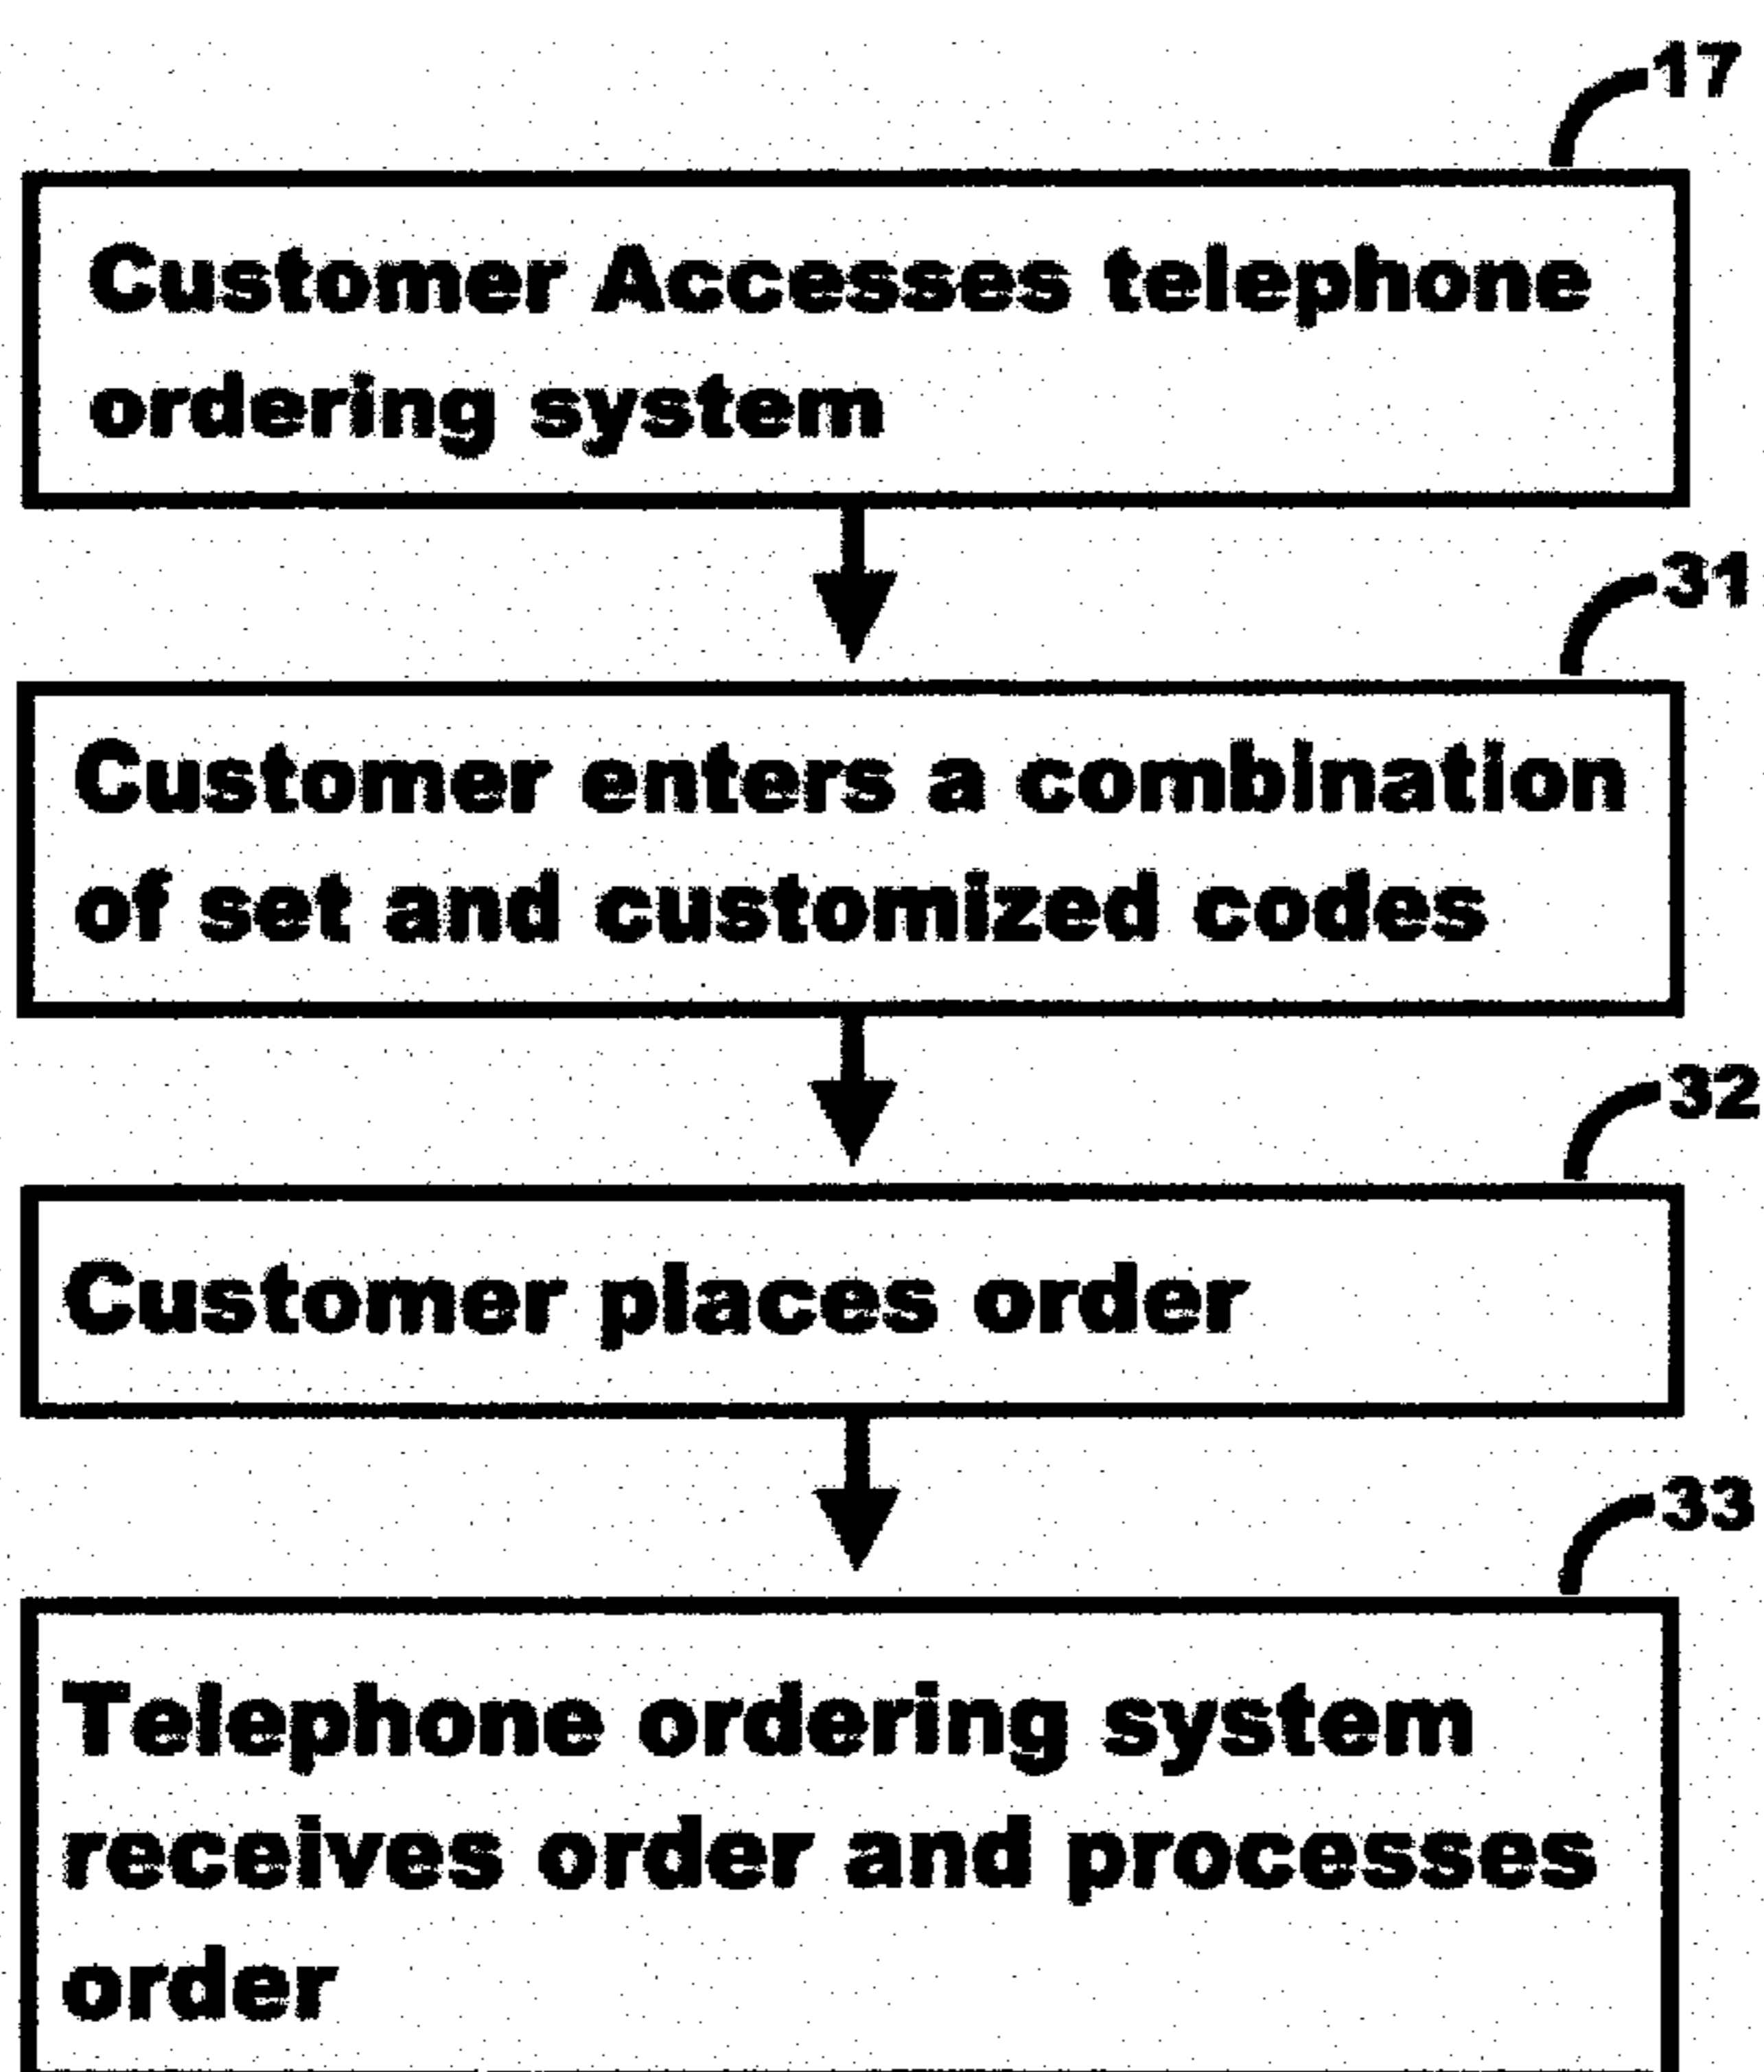 17
Customer Accesses telephone
ordering system
31
Customer enters a combination
of set and customized codes
32
Customer places order
33
Telephone ordering system
receives order and processes
order